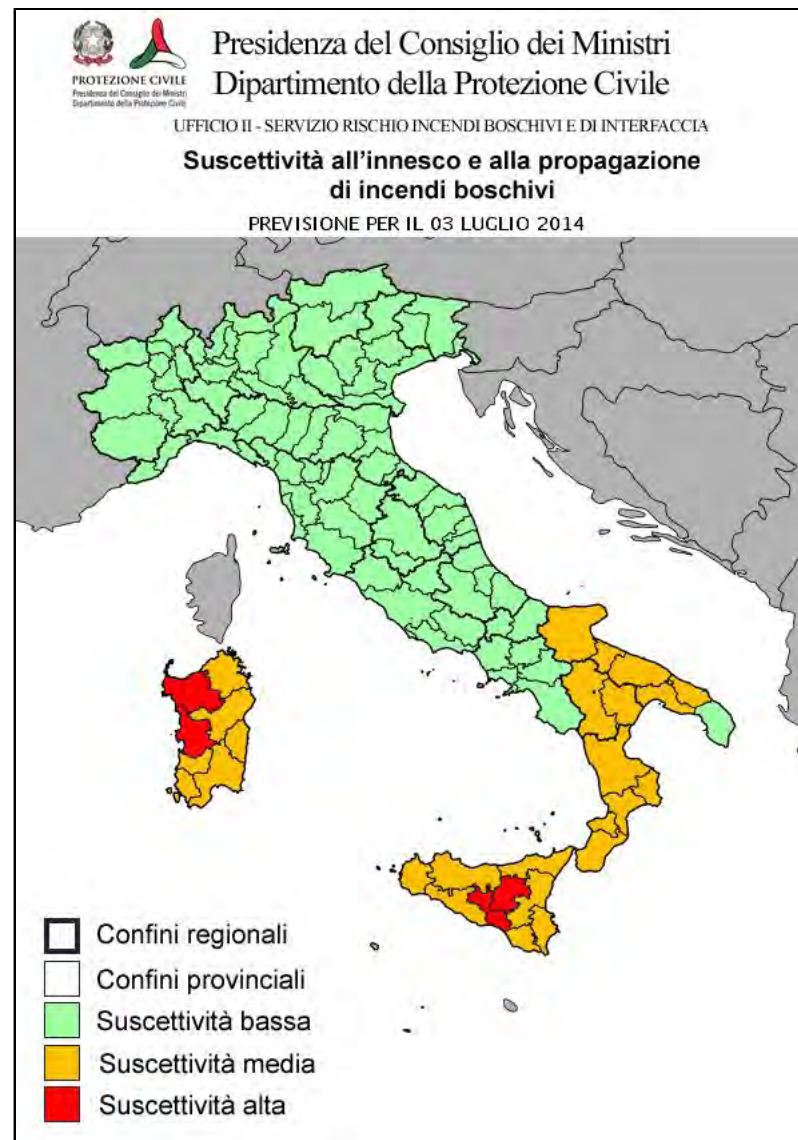 PROTEZIONE CIVILE
Presidenza del Consiglio dei Ministri
Dipartimento della Protezione Civile
Presidenza del Consiglio dei Ministri
Dipartimento della Protezione Civile
UFFICIO II - SERVIZIO RISCHIO INCENDI BOSCHIVI E DI INTERFACCIA
Suscettività all'innesco e alla propagazione
di incendi boschivi
PREVISIONE PER IL 03 LUGLIO 2014
Confini regionali
Confini provinciali
Suscettività bassa
Suscettività media
Suscettività alta